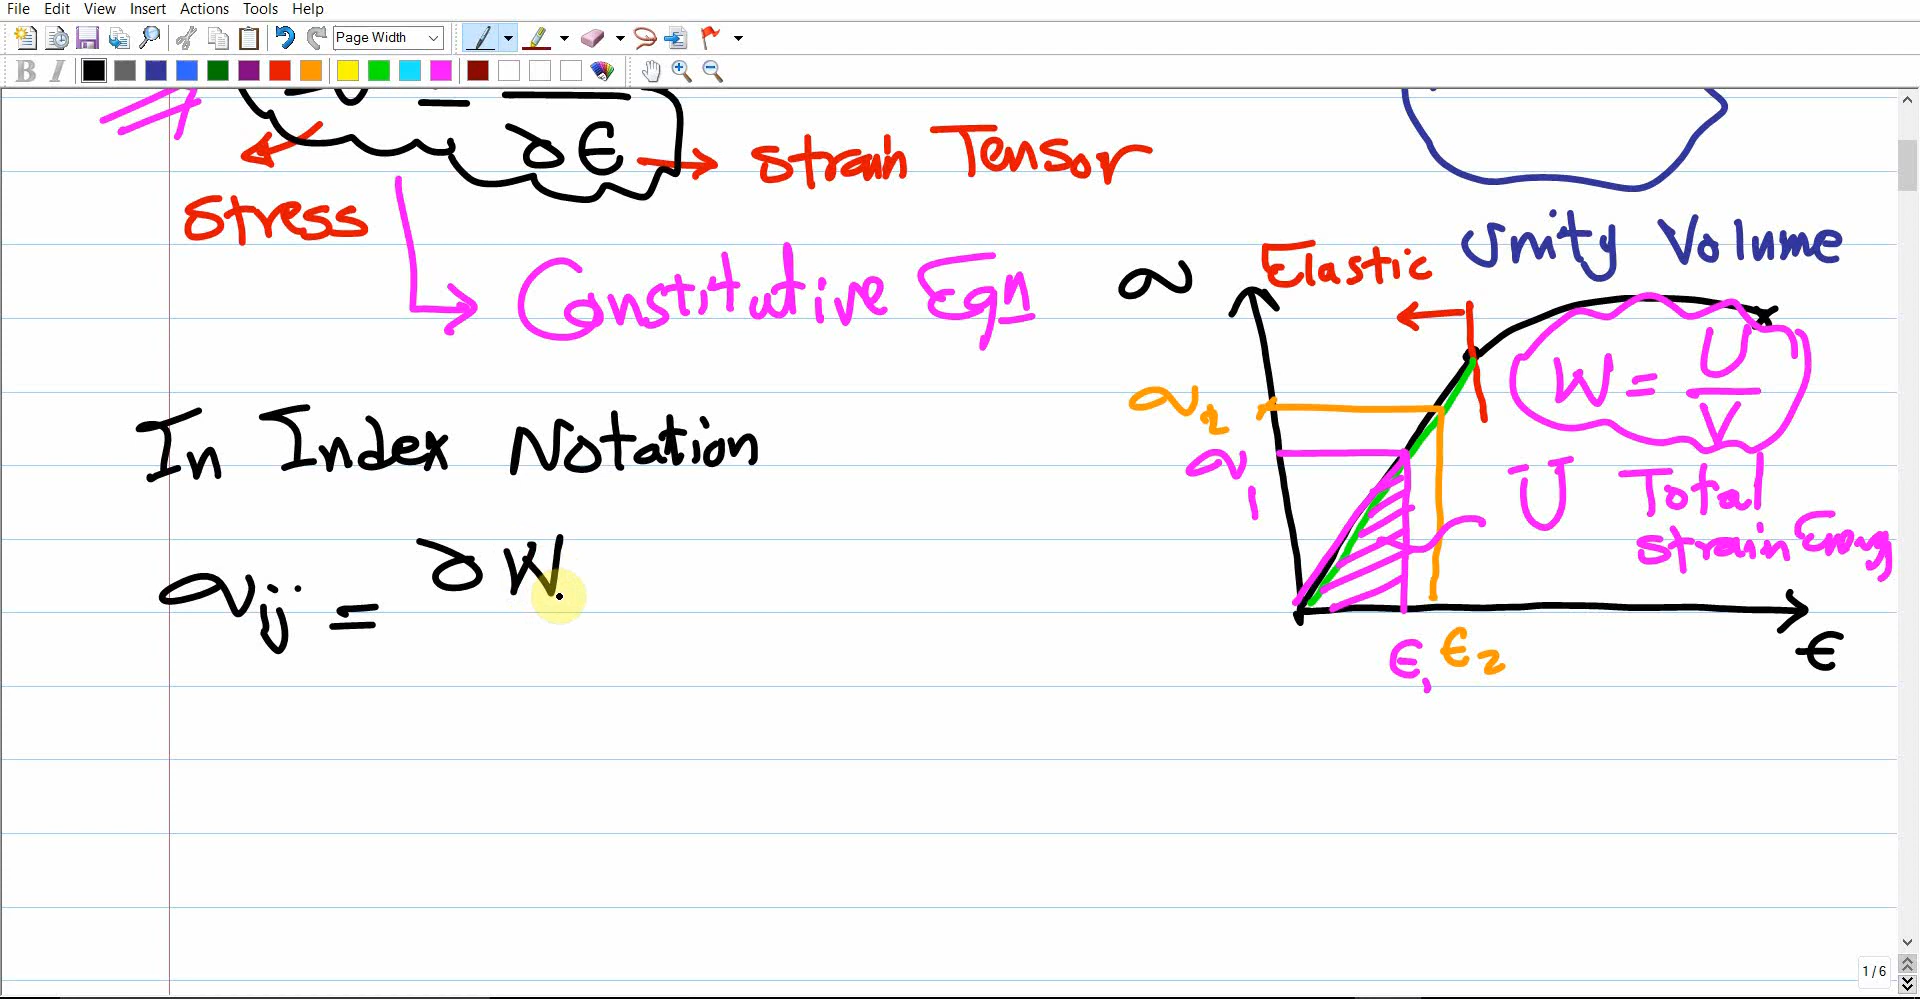 File Edit View Insert Actions Tools Help
Page Width
B I
∂ϵ
strain Tensor
stress
Constitutive Eqn
Unity Volume
σ
Elastic
W = U/V
σ₂
σ₁
U Total
strain
ϵ₁ ϵ₂
ϵ
In Index Notation
σij = ∂W
1 / 6